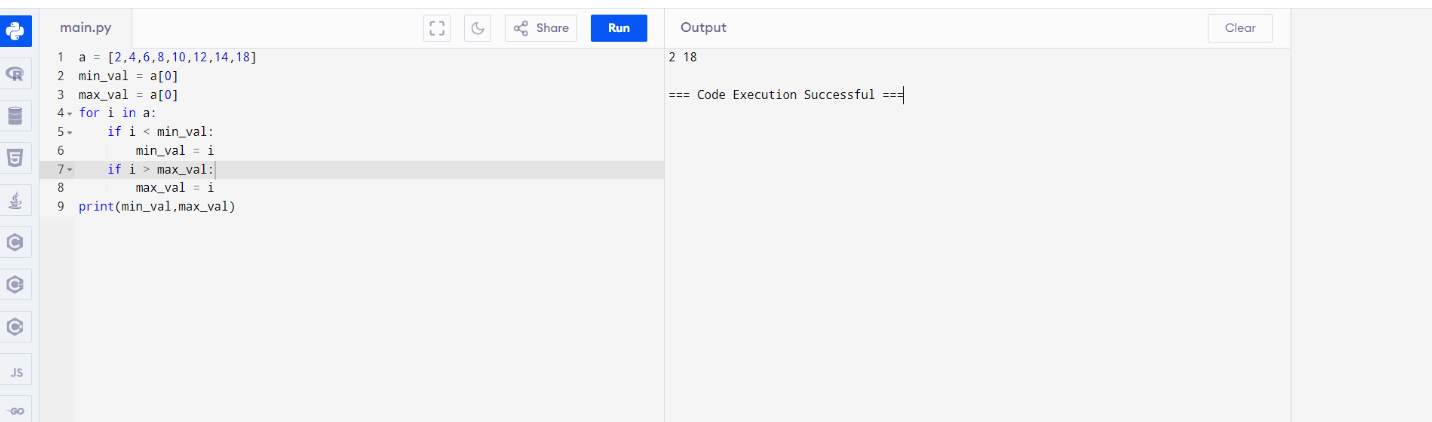 main.py
Share
Run
Output
Clear
1 a = [2,4,6,8,10,12,14,18]
2 min_val = a[0]
3 max_val = a[0]
4 for i in a:
5     if i < min_val:
6         min_val = i
7     if i > max_val:
8         max_val = i
9 print(min_val,max_val)
2 18
=== Code Execution Successful ===
JS
GO